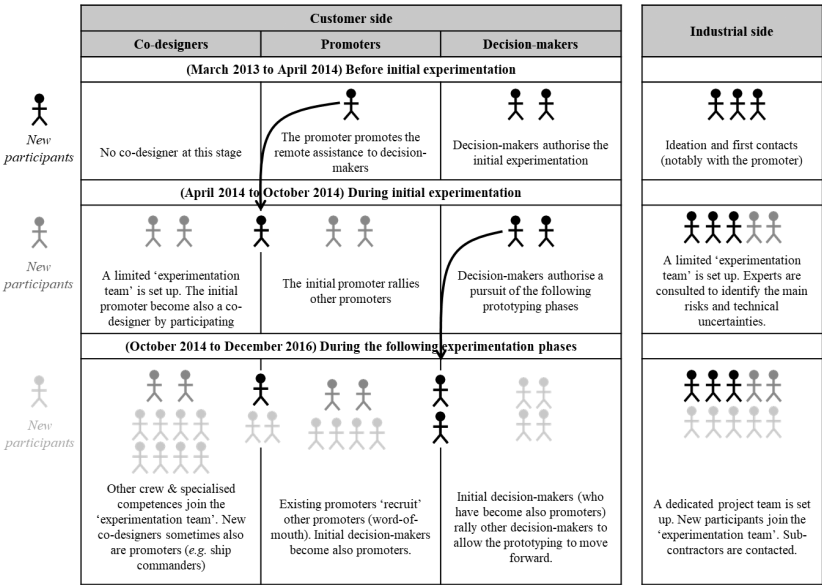 Customer side
Industrial side
Co-designers
Promoters
Decision-makers
(March 2013 to April 2014) Before initial experimentation
New
participants
No co-designer at this stage
The promoter promotes the
remote assistance to decision-
makers
Decision-makers authorise the
initial experimentation
Ideation and first contacts
(notably with the promoter)
(April 2014 to October 2014) During initial experimentation
New
participants
A limited ‘experimentation
team’ is set up. The initial
promoter become also a co-
designer by participating
The initial promoter rallies
other promoters
Decision-makers authorise a
pursuit of the following
prototyping phases
A limited ‘experimentation
team’ is set up. Experts are
consulted to identify the main
risks and technical
uncertainties.
(October 2014 to December 2016) During the following experimentation phases
New
participants
Other crew & specialised
competences join the
‘experimentation team’. New
co-designers sometimes also
are promoters (e.g. ship
commanders)
Existing promoters ‘recruit’
other promoters (word-of-
mouth). Initial decision-makers
become also promoters.
Initial decision-makers (who
have become also promoters)
rally other decision-makers to
allow the prototyping to move
forward.
A dedicated project team is set
up. New participants join the
‘experimentation team’. Sub-
contractors are contacted.